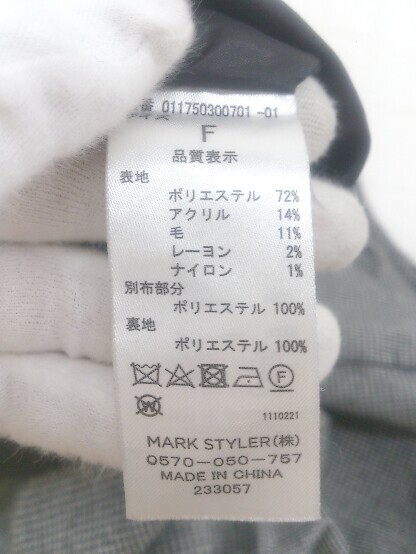 番 011750300701 -01
F
品質表示
表地
ポリエステル 72%
アクリル 14%
毛 11%
レーヨン 2%
ナイロン 1%
別布部分
ポリエステル 100%
裏地
ポリエステル 100%
F
W
1110221
MARK STYLER(株)
0570-050-757
MADE IN CHINA
233057